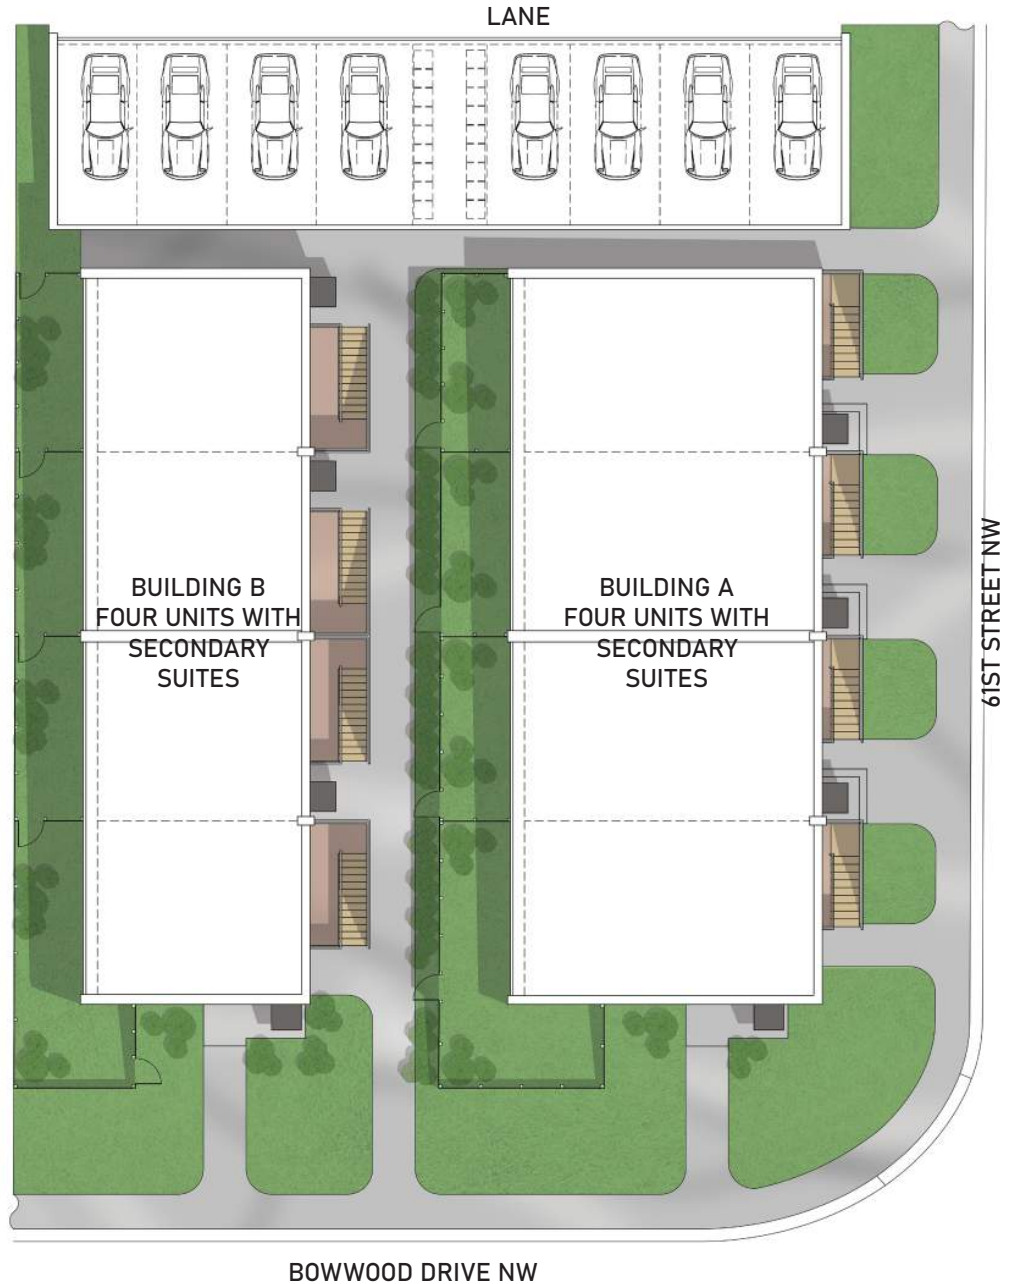 LANE
BUILDING B
FOUR UNITS WITH
SECONDARY
SUITES
BUILDING A
FOUR UNITS WITH
SECONDARY
SUITES
61ST STREET NW
BOWWOOD DRIVE NW